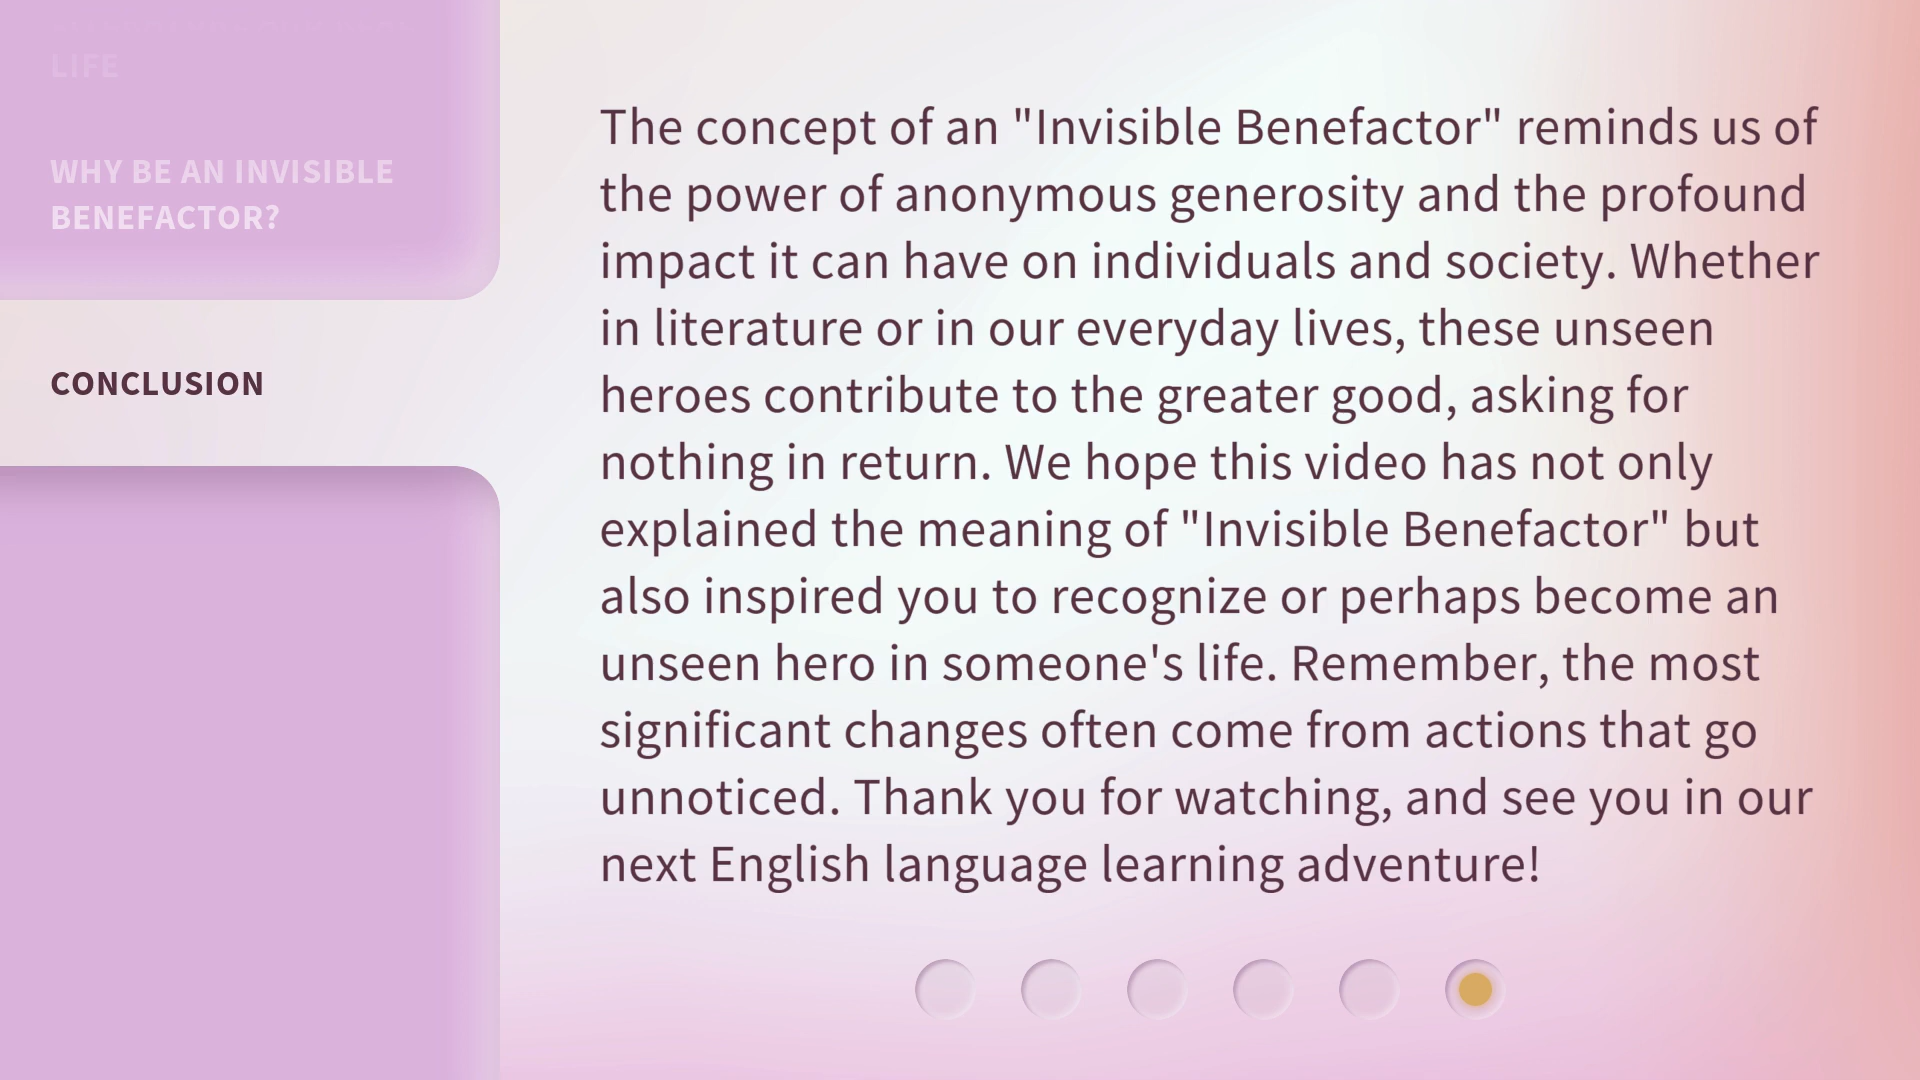 LIFE
WHY BE AN INVISIBLE
BENEFACTOR?
CONCLUSION
The concept of an "Invisible Benefactor" reminds us of
the power of anonymous generosity and the profound
impact it can have on individuals and society. Whether
in literature or in our everyday lives, these unseen
heroes contribute to the greater good, asking for
nothing in return. We hope this video has not only
explained the meaning of "Invisible Benefactor" but
also inspired you to recognize or perhaps become an
unseen hero in someone's life. Remember, the most
significant changes often come from actions that go
unnoticed. Thank you for watching, and see you in our
next English language learning adventure!